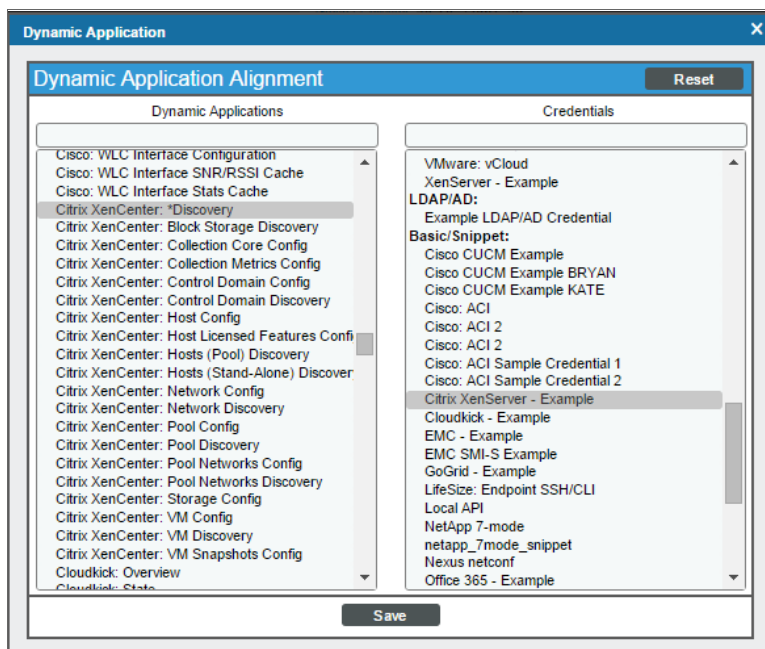 Dynamic Application
Dynamic Application Alignment
Reset
Dynamic Applications
Cisco: WLC Interface Configuration
Cisco: WLC Interface SNR/RSSI Cache
Cisco: WLC Interface Stats Cache
Citrix XenCenter: *Discovery
Citrix XenCenter: Block Storage Discovery
Citrix XenCenter: Collection Core Config
Citrix XenCenter: Collection Metrics Config
Citrix XenCenter: Control Domain Config
Citrix XenCenter: Control Domain Discovery
Citrix XenCenter: Host Config
Citrix XenCenter: Host Licensed Features Confi
Citrix XenCenter: Hosts (Pool) Discovery
Citrix XenCenter: Hosts (Stand-Alone) Discover
Citrix XenCenter: Network Config
Citrix XenCenter: Network Discovery
Citrix XenCenter: Pool Config
Citrix XenCenter: Pool Discovery
Citrix XenCenter: Pool Networks Config
Citrix XenCenter: Pool Networks Discovery
Citrix XenCenter: Storage Config
Citrix XenCenter: VM Config
Citrix XenCenter: VM Discovery
Citrix XenCenter: VM Snapshots Config
Cloudkick: Overview
Cloudkick: State
Credentials
VMware: vCloud
XenServer - Example
LDAP/AD:
Example LDAP/AD Credential
Basic/Snippet:
Cisco CUCM Example
Cisco CUCM Example BRYAN
Cisco CUCM Example KATE
Cisco: ACI
Cisco: ACI 2
Cisco: ACI 2
Cisco: ACI Sample Credential 1
Cisco: ACI Sample Credential 2
Citrix XenServer - Example
Cloudkick - Example
EMC - Example
EMC SMI-S Example
GoGrid - Example
LifeSize: Endpoint SSH/CLI
Local API
NetApp 7-mode
netapp_7mode_snippet
Nexus netconf
Office 365 - Example
Save